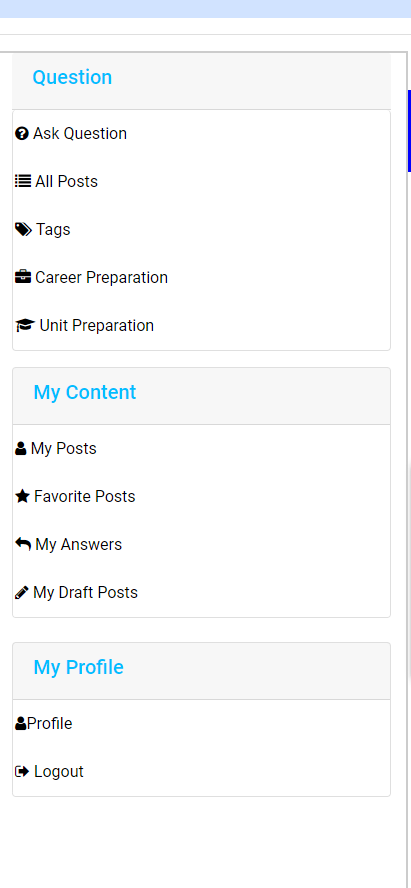 Question
Ask Question
All Posts
Tags
Career Preparation
Unit Preparation
My Content
My Posts
Favorite Posts
My Answers
My Draft Posts
My Profile
Profile
Logout